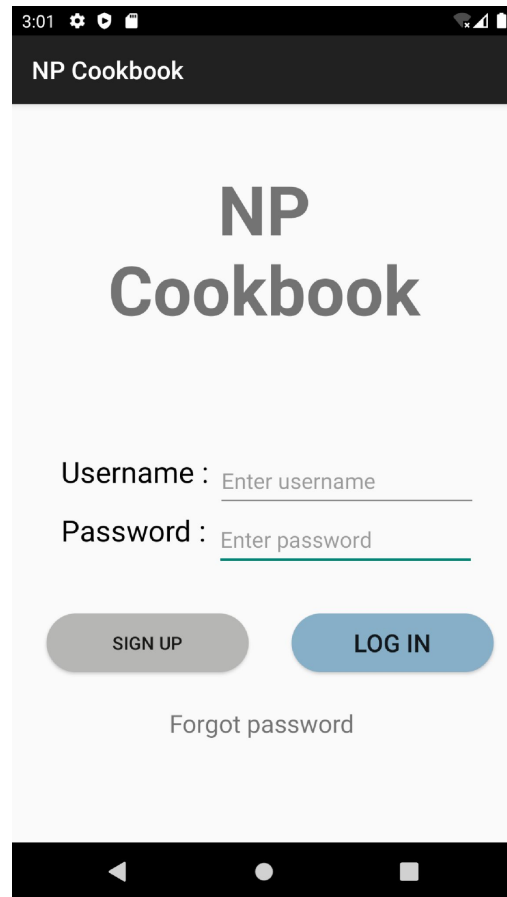 3:01
NP Cookbook
NP
Cookbook
Username : Enter username
Password : Enter password
SIGN UP LOG IN
Forgot password